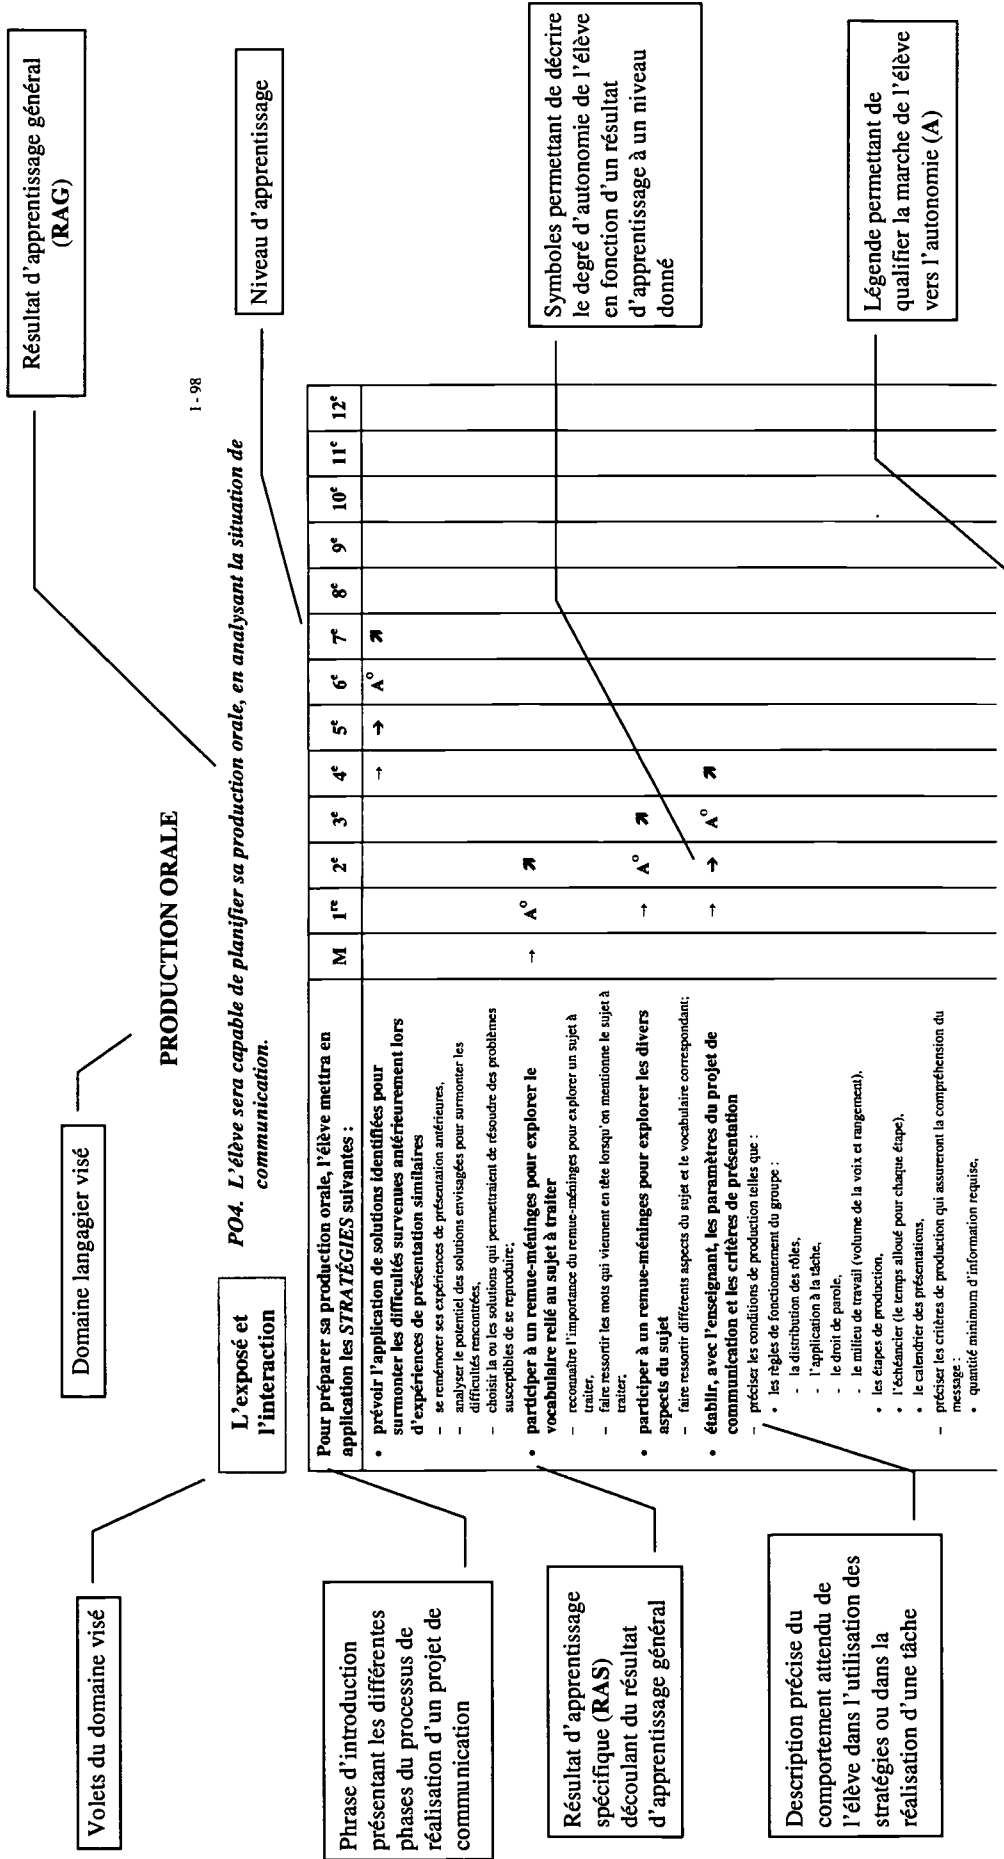 Volets du domaine visé
Domaine langagier visé
Résultat d'apprentissage général
(RAG)
PRODUCTION ORALE
1 - 98
L'exposé et
l'interaction
PO4. L'élève sera capable de planifier sa production orale, en analysant la situation de
communication.
Niveau d'apprentissage
Phrase d'introduction
présentant les différentes
phases du processus de
réalisation d'un projet de
communication
Résultat d'apprentissage
spécifique (RAS)
découlant du résultat
d'apprentissage général
Description précise du
comportement attendu de
l'élève dans l'utilisation des
stratégies ou dans la
réalisation d'une tâche
Pour préparer sa production orale, l'élève mettra en
application les STRATÉGIES suivantes :
M 1re 2e 3e 4e 5e 6e 7e 8e 9e 10e 11e 12e
• prévoir l'application de solutions identifiées pour
surmonter les difficultés survenues antérieurement lors
d'expériences de présentation similaires
→ → Aº ↗
– se remémorer ses expériences de présentation antérieures,
– analyser le potentiel des solutions envisagées pour surmonter les
difficultés rencontrées,
– choisir la ou les solutions qui permettraient de résoudre des problèmes
susceptibles de se reproduire;
• participer à un remue-méninges pour explorer le
vocabulaire relié au sujet à traiter
→ Aº ↗
– reconnaître l'importance du remue-méninges pour explorer un sujet à
traiter,
– faire ressortir les mots qui viennent en tête lorsqu'on mentionne le sujet à
traiter;
• participer à un remue-méninges pour explorer les divers
aspects du sujet
→ Aº ↗
– faire ressortir différents aspects du sujet et le vocabulaire correspondant;
• établir, avec l'enseignant, les paramètres du projet de
communication et les critères de présentation
→ → Aº ↗
– préciser les conditions de production telles que :
• les règles de fonctionnement du groupe :
- la distribution des rôles,
- l'application à la tâche,
- le droit de parole,
- le milieu de travail (volume de la voix et rangement),
• les étapes de production,
• l'échéancier (le temps alloué pour chaque étape),
• le calendrier des présentations,
– préciser les critères de production qui assureront la compréhension du
message :
• quantité minimum d'information requise,
Symboles permettant de décrire
le degré d'autonomie de l'élève
en fonction d'un résultat
d'apprentissage à un niveau
donné
Légende permettant de
qualifier la marche de l'élève
vers l'autonomie (A)